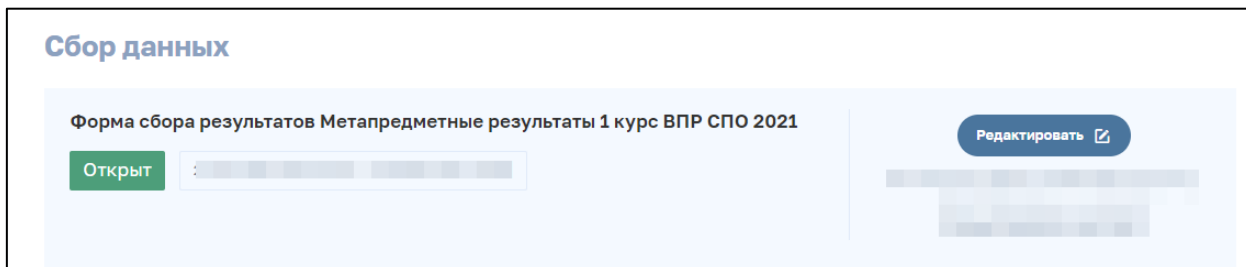 Сбор данных
Форма сбора результатов Метапредметные результаты 1 курс ВПР СПО 2021
Редактировать
Открыт